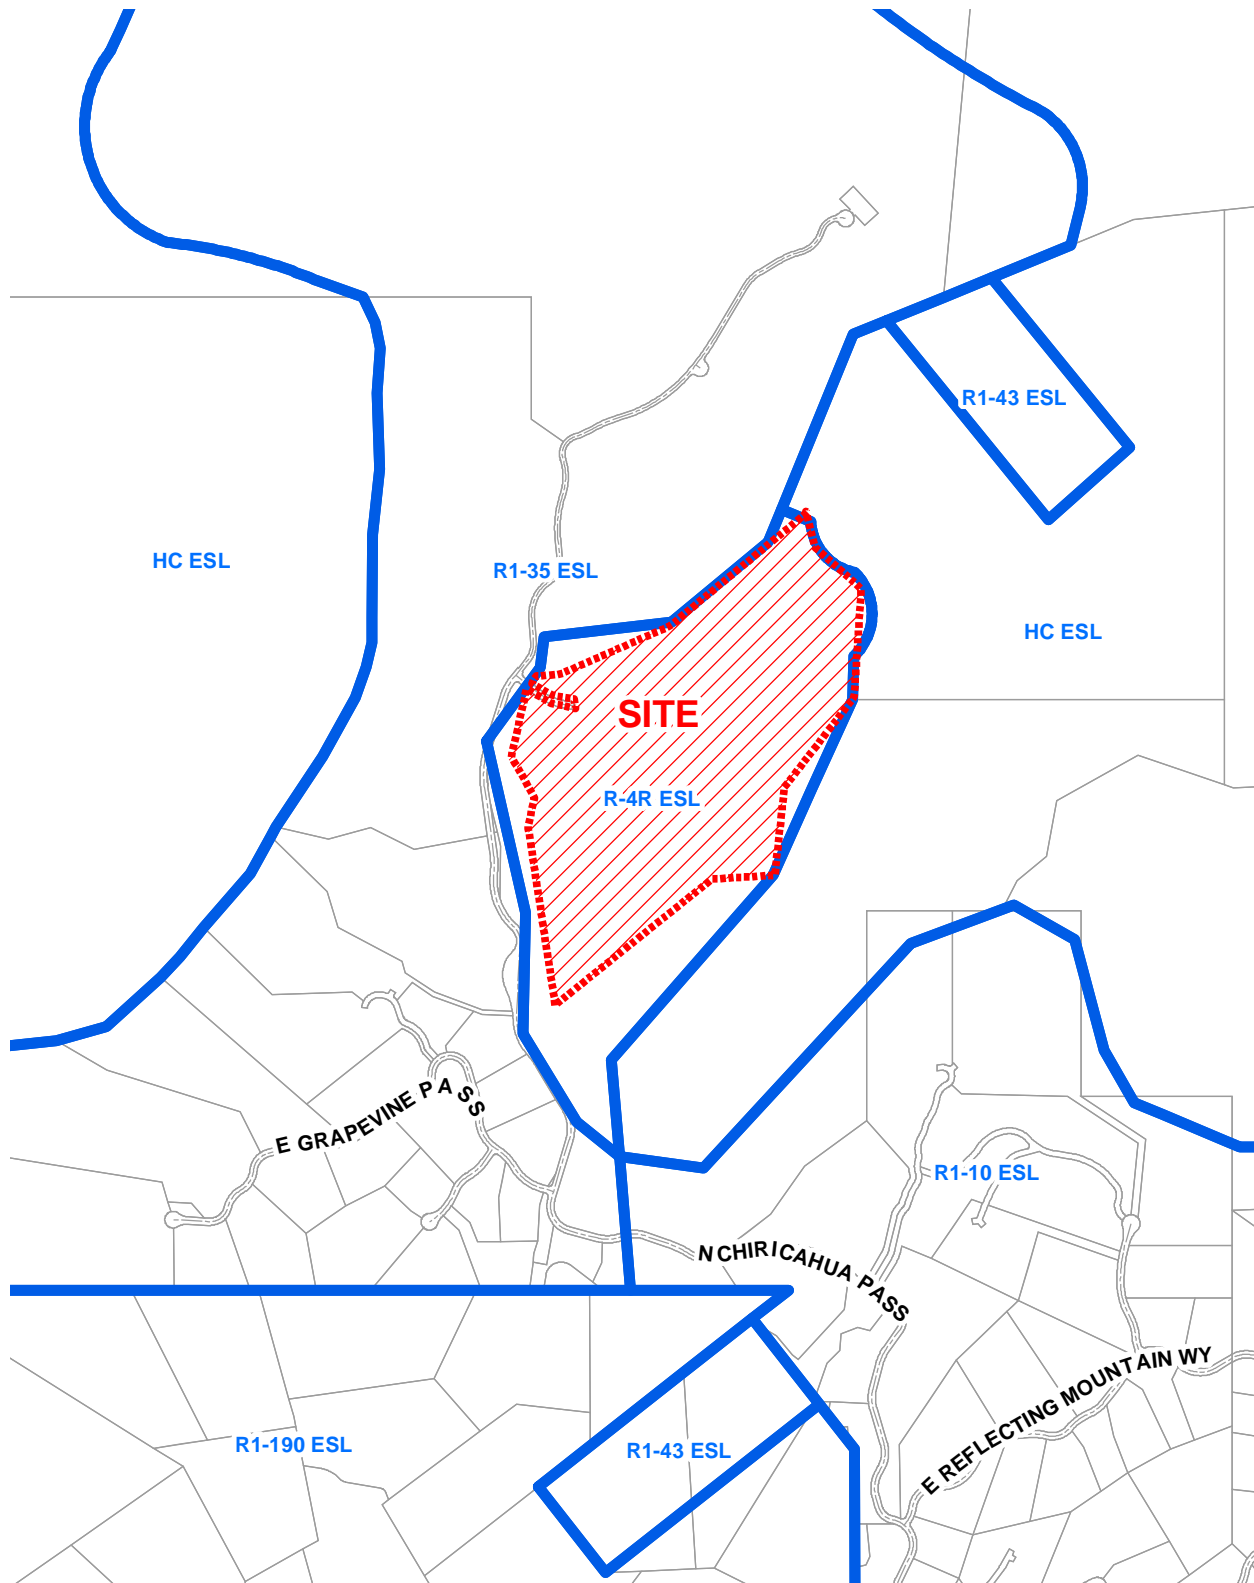 R1-43 ESL
HC ESL
R1-35 ESL
HC ESL
SITE
R-4R ESL
E GRAPEVINE PASS
R1-10 ESL
N CHIRICAHUA PASS
E REFLECTING MOUNTAIN WY
R1-190 ESL
R1-43 ESL